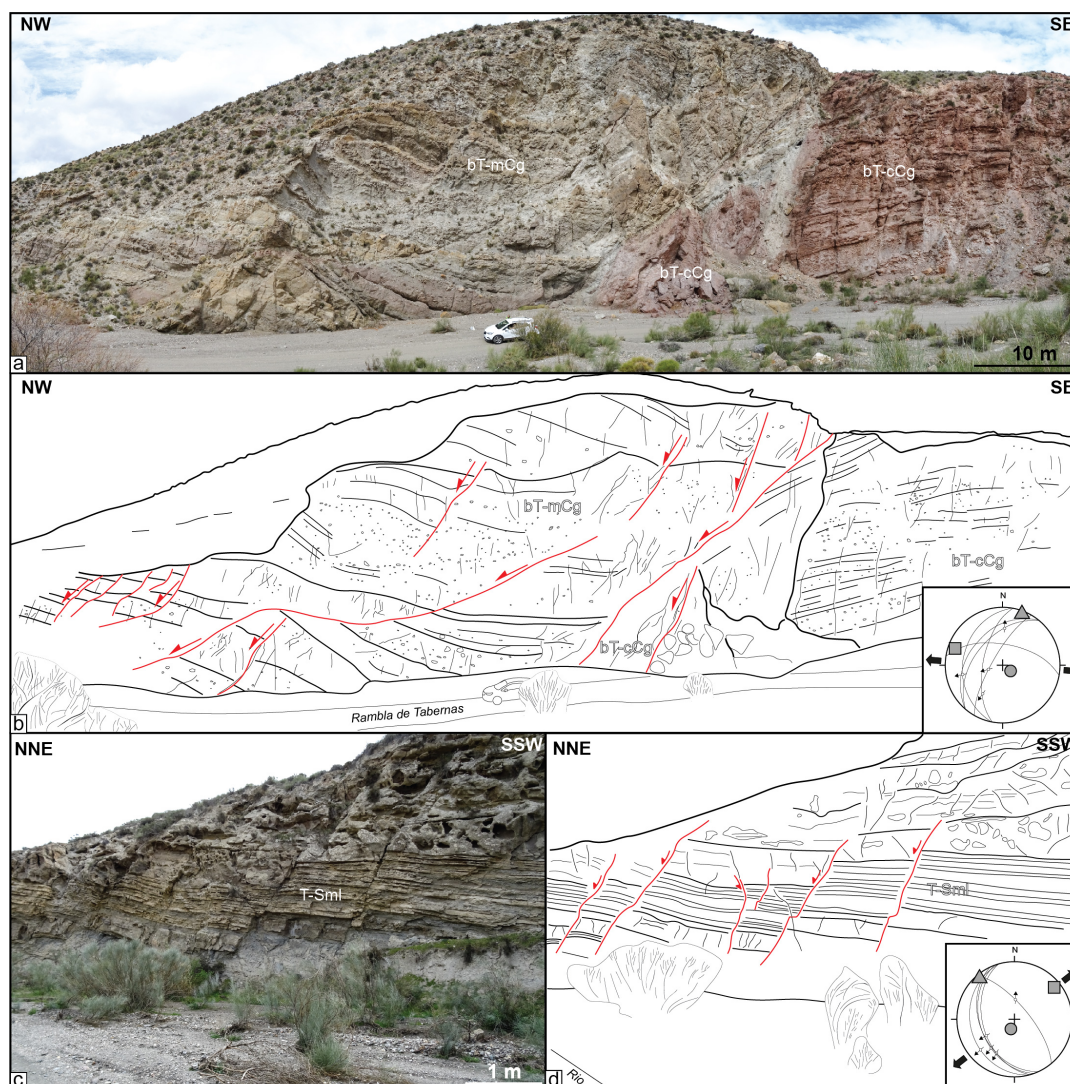 NW
SE
bT-mCg
bT-cCg
bT-cCg
a
10 m
NW
SE
bT-mCg
bT-cCg
bT-cCg
Rambla de Tabernas
b
N
NNE
SSW
T-Sml
c
1 m
NNE
SSW
T-Sml
N
d
Rio